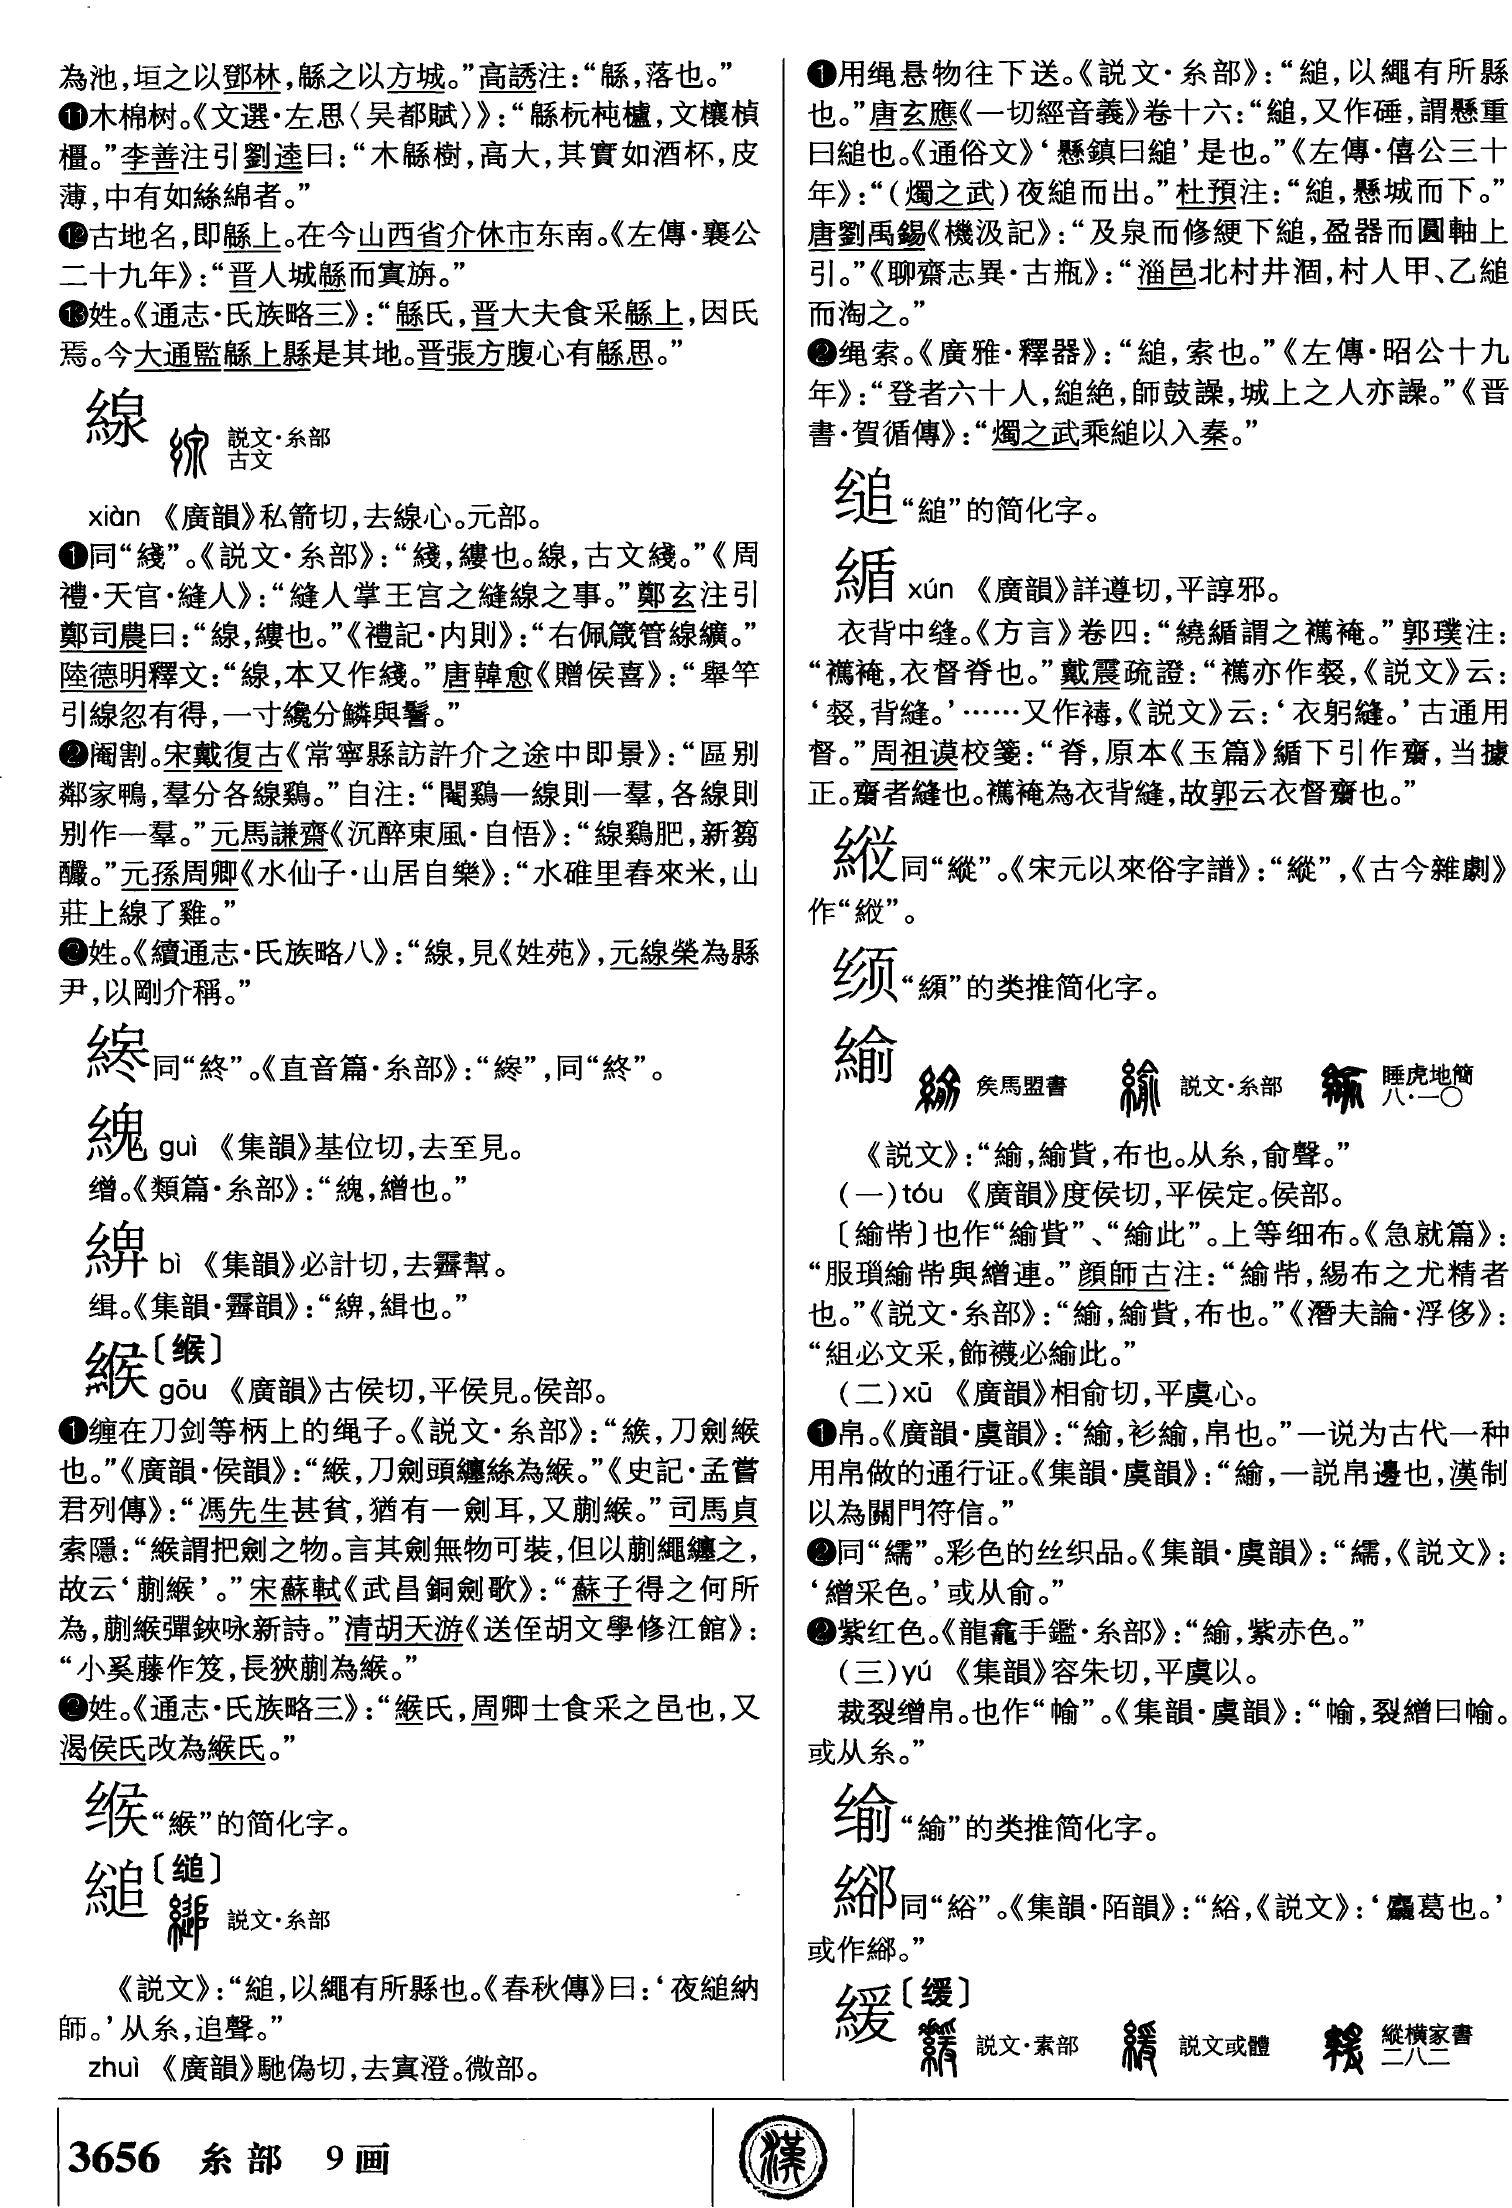 為池，垣之以鄧林，緜之以方城。”高誘注：“緜，落也。”
⓫木棉树。《文選·左思〈吴都賦〉》：“緜杬杶櫨，文欀楨
橿。”李善注引劉逵曰：“木緜樹，高大，其實如酒杯，皮
薄，中有如絲綿者。”
⓬古地名，即緜上。在今山西省介休市东南。《左傳·襄公
二十九年》：“晋人城緜而寘旃。”
⓭姓。《通志·氏族略三》：“緜氏，晋大夫食采緜上，因氏
焉。今大通監緜上縣是其地。晋張方腹心有緜思。”
線
説文·糸部
古文
xiàn 《廣韻》私箭切，去線心。元部。
❶同“綫”。《説文·糸部》：“綫，縷也。線，古文綫。”《周
禮·天官·縫人》：“縫人掌王宫之縫線之事。”鄭玄注引
鄭司農曰：“線，縷也。”《禮記·内則》：“右佩箴管線纊。”
陸德明釋文：“線，本又作綫。”唐韓愈《贈侯喜》：“舉竿
引線忽有得，一寸纔分鱗與鬐。”
❷阉割。宋戴復古《常寧縣訪許介之途中即景》：“區别
鄰家鴨，羣分各線鷄。”自注：“閹鷄一線則一羣，各線則
别作一羣。”元馬謙齋《沉醉東風·自悟》：“線鷄肥，新篘
釅。”元孫周卿《水仙子·山居自樂》：“水碓里舂來米，山
莊上線了雞。”
❸姓。《續通志·氏族略八》：“線，見《姓苑》，元線榮為縣
尹，以剛介稱。”
䌺同“終”。《直音篇·糸部》：“䌺”，同“終”。
緮 guì 《集韻》基位切，去至見。
缯。《類篇·糸部》：“，繒也。”
綼 bì 《集韻》必計切，去霽幫。
缉。《集韻·霽韻》：“，緝也。”
緱〔缑〕
gōu 《廣韻》古侯切，平侯見。侯部。
❶缠在刀剑等柄上的绳子。《説文·糸部》：“緱，刀劍緱
也。”《廣韻·侯韻》：“緱，刀劍頭纏絲為緱。”《史記·孟嘗
君列傳》：“馮先生甚貧，猶有一劍耳，又蒯緱。”司馬貞
索隱：“緱謂把劍之物。言其劍無物可裝，但以蒯繩纏之，
故云‘蒯緱’。”宋蘇軾《武昌銅劍歌》：“蘇子得之何所
為，蒯緱彈鋏咏新詩。”清胡天游《送侄胡文學修江館》：
“小奚藤作笈，長狹蒯為緱。”
❷姓。《通志·氏族略三》：“緱氏，周卿士食采之邑也，又
渴侯氏改為緱氏。”
缑“緱”的简化字。
縋〔缒〕
説文·糸部
《説文》：“縋，以繩有所縣也。《春秋傳》曰：‘夜縋納
師。’从糸，追聲。”
zhuì 《廣韻》馳偽切，去寘澄。微部。
❶用绳悬物往下送。《説文·糸部》：“縋，以繩有所縣
也。”唐玄應《一切經音義》卷十六：“縋，又作硾，謂懸重
曰縋也。《通俗文》‘懸鎮曰縋’是也。”《左傳·僖公三十
年》：“（燭之武）夜縋而出。”杜預注：“縋，懸城而下。”
唐劉禹錫《機汲記》：“及泉而修綆下縋，盈器而圓軸上
引。”《聊齋志異·古瓶》：“淄邑北村井涸，村人甲、乙縋
而淘之。”
❷绳索。《廣雅·釋器》：“縋，索也。”《左傳·昭公十九
年》：“登者六十人，縋絶，師鼓譟，城上之人亦譟。”《晋
書·賀循傳》：“燭之武乘縋以入秦。”
缒“縋”的简化字。
緧 xún 《廣韻》詳遵切，平諄邪。
衣背中缝。《方言》卷四：“繞緧謂之襓裺。”郭璞注：
“襓裺，衣督脊也。”戴震疏證：“襓亦作裻，《説文》云：
‘裻，背縫。’……又作䙱，《説文》云：‘衣躬縫。’古通用
督。”周祖谟校箋：“脊，原本《玉篇》緧下引作齎，当據
正。齎者縫也。襓裺為衣背縫，故郭云衣督齎也。”
縦同“縱”。《宋元以來俗字譜》：“縱”，《古今雜劇》
作“縦”。
“”的类推简化字。
緰
矦馬盟書
説文·糸部
睡虎地簡
八·一〇
《説文》：“緰，緰貲，布也。从糸，俞聲。”
（一）tóu 《廣韻》度侯切，平侯定。侯部。
〔緰帋〕也作“緰貲”、“緰此”。上等细布。《急就篇》：
“服瑣緰㠿與繒連。”顔師古注：“緰㠿，緆布之尤精者
也。”《説文·糸部》：“緰，緰貲，布也。”《潛夫論·浮侈》：
“組必文采，飾襪必緰此。”
（二）xū 《廣韻》相俞切，平虞心。
❶帛。《廣韻·虞韻》：“緰，衫緰，帛也。”一说为古代一种
用帛做的通行证。《集韻·虞韻》：“緰，一説帛邊也，漢制
以為關門符信。”
❷同“繻”。彩色的丝织品。《集韻·虞韻》：“繻，《説文》：
‘繒采色。’或从俞。”
❷紫红色。《龍龕手鑑·糸部》：“緰，紫赤色。”
（三）yú 《集韻》容朱切，平虞以。
裁裂缯帛。也作“㡏”。《集韻·虞韻》：“㡏，裂繒曰㡏。
或从糸。”
“緰”的类推简化字。
同“綌”。《集韻·陌韻》：“綌，《説文》：‘麤葛也。’
或作。”
緩〔缓〕
説文·素部
説文或體
縱横家書
二八二
3656 糸部 9画
漢